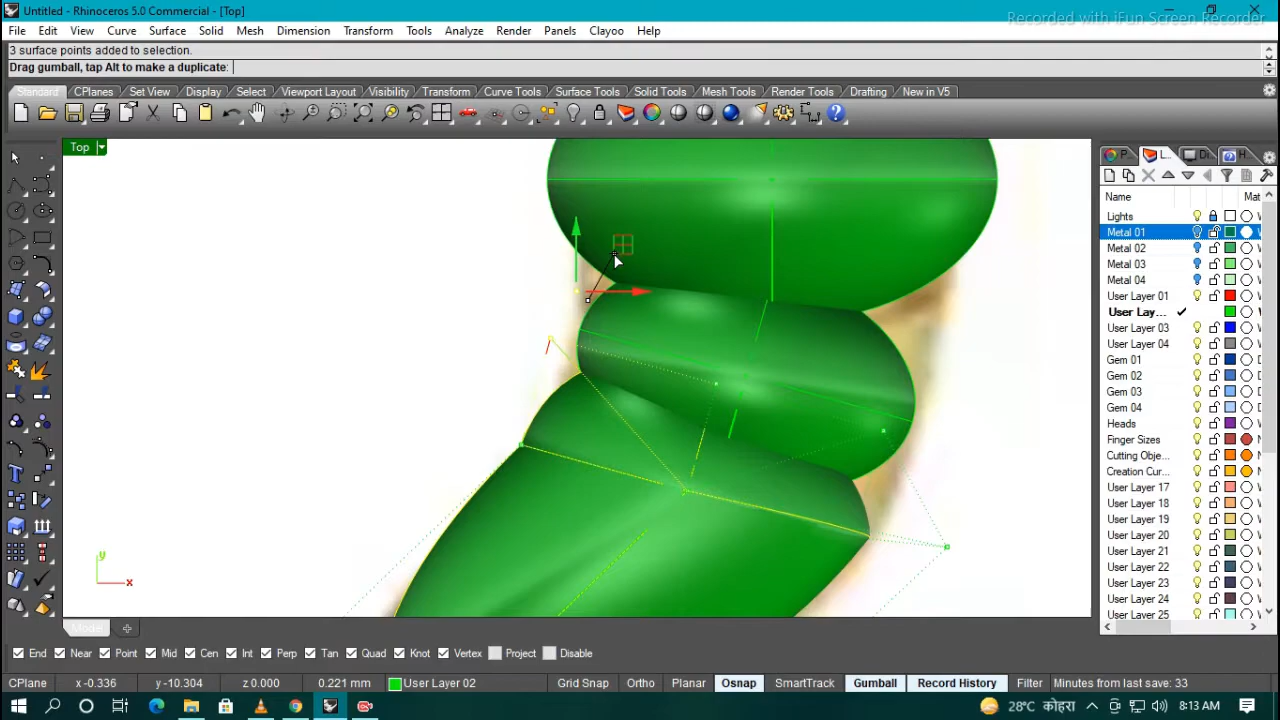 Untitled - Rhinoceros 5.0 Commercial - [Top]
Recorded with iFun Screen Recorder
File Edit View Curve Surface Solid Mesh Dimension Transform Tools Analyze Render Panels Clayoo Help
3 surface points added to selection.
Drag gumball, tap Alt to make a duplicate:
Standard CPlanes Set View Display Select Viewport Layout Visibility Transform Curve Tools Surface Tools Solid Tools Mesh Tools Render Tools Drafting New in V5
Top
P... L... Di H
Name Mat
Lights
Metal 01
Metal 02
Metal 03
Metal 04
User Layer 01
User Lay...
User Layer 03
User Layer 04
Gem 01
Gem 02
Gem 03
Gem 04
Heads
Finger Sizes
Cutting Obje...
Creation Cur...
User Layer 17
User Layer 18
User Layer 19
User Layer 20
User Layer 21
User Layer 22
User Layer 23
User Layer 24
User Layer 25
y
x
Model
End Near Point Mid Cen Int Perp Tan Quad Knot Vertex Project Disable
CPlane x -0.336 y -10.304 z 0.000 0.221 mm User Layer 02 Grid Snap Ortho Planar Osnap SmartTrack Gumball Record History Filter Minutes from last save: 33
28°C कोहरा 8:13 AM